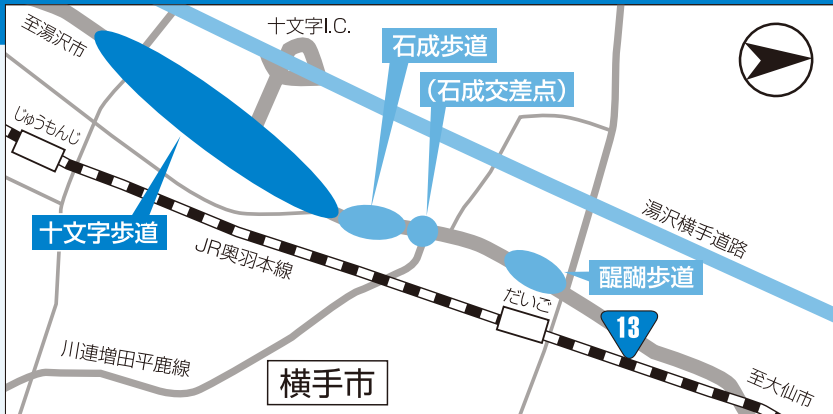 至湯沢市
十文字I.C.
石成歩道
（石成交差点）
じゅうもんじ
十文字歩道
JR奥羽本線
湯沢横手道路
醍醐歩道
だいご
13
川連増田平鹿線
横手市
至大仙市